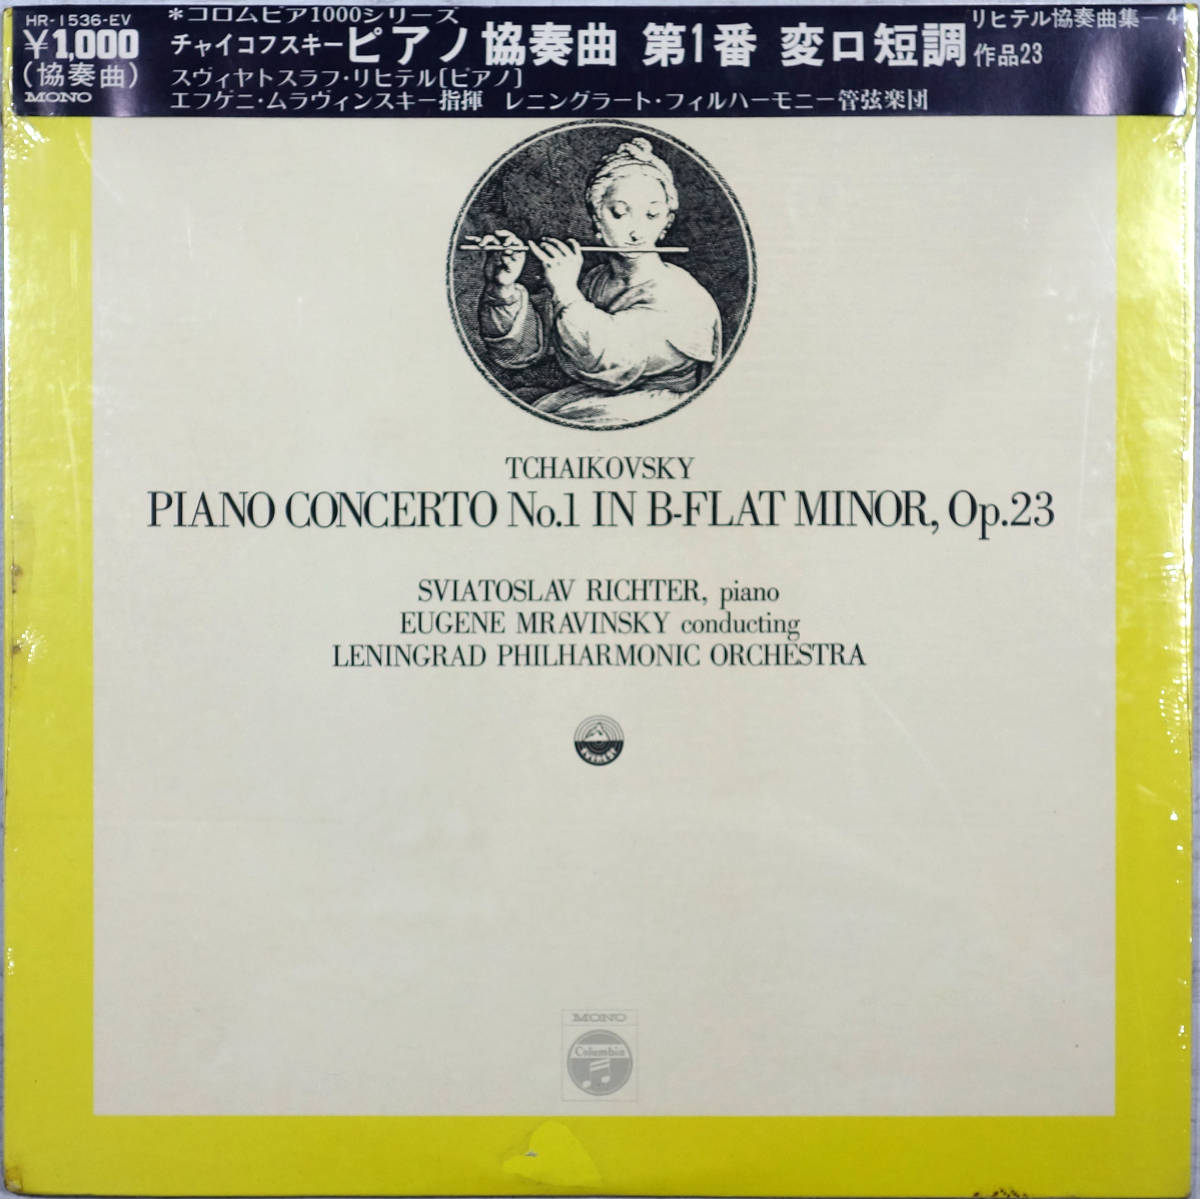 HR-1536-EV
¥1,000
(協奏曲)
MONO
*コロムビア1000シリーズ
チャイコフスキーピアノ協奏曲 第1番 変ロ短調 作品23
リヒテル協奏曲集-4
スヴィヤトスラフ・リヒテル[ピアノ]
エフゲニ・ムラヴィンスキー指揮 レニングラート・フィルハーモニー管弦楽団
TCHAIKOVSKY
PIANO CONCERTO No.1 IN B-FLAT MINOR, Op.23
SVIATOSLAV RICHTER, piano
EUGENE MRAVINSKY conducting
LENINGRAD PHILHARMONIC ORCHESTRA
EVEREST
MONO
Columbia